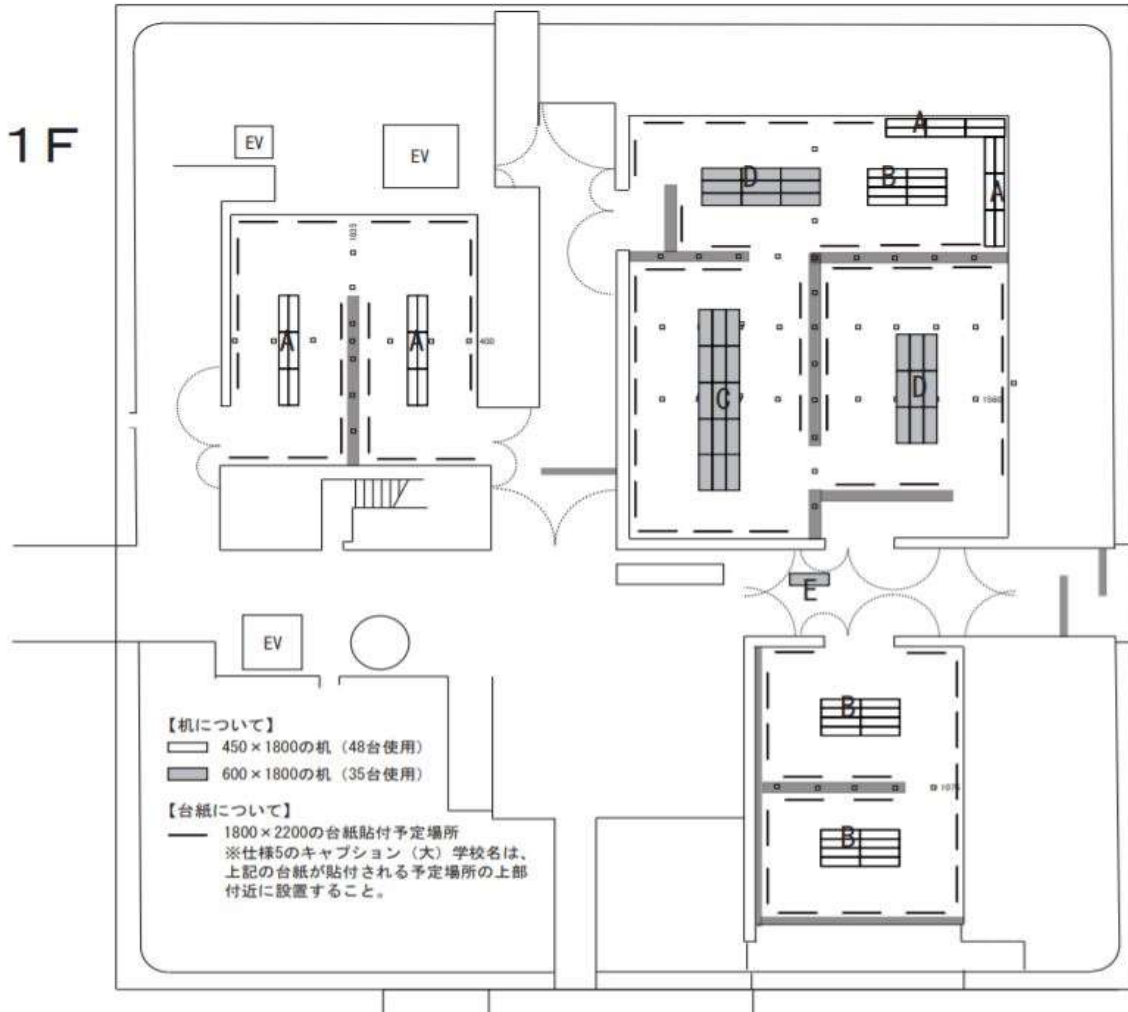 1F
EV
EV
A
A
D
B
A
1035
A
A
400
C
D
1560
E
EV
B
B
【机について】
450×1800の机（48台使用）
600×1800の机（35台使用）
【台紙について】
1800×2200の台紙貼付予定場所
※仕様5のキャプション（大）学校名は、
上記の台紙が貼付される予定場所の上部
付近に設置すること。